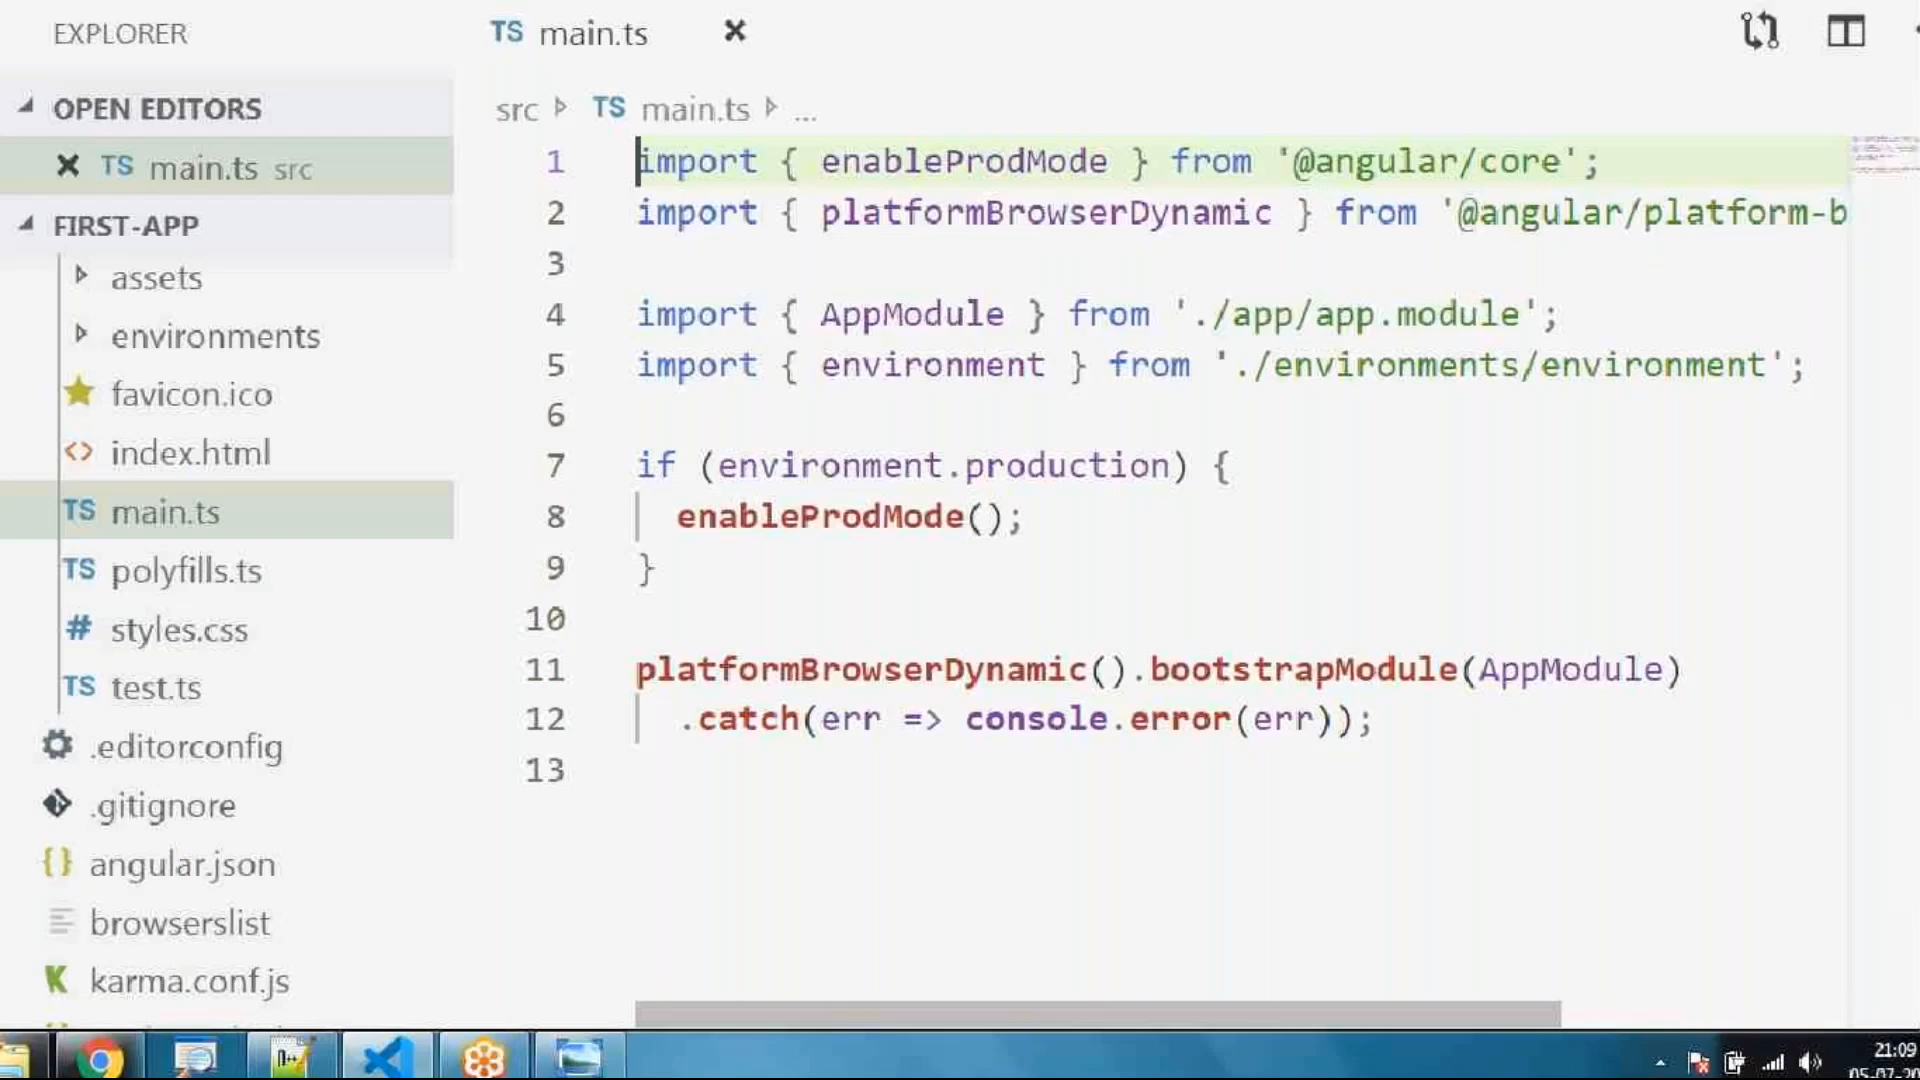 EXPLORER
OPEN EDITORS
TS main.ts src
FIRST-APP
assets
environments
favicon.ico
<> index.html
TS main.ts
TS polyfills.ts
# styles.css
TS test.ts
.editorconfig
.gitignore
{} angular.json
browserslist
K karma.conf.js
TS main.ts
src TS main.ts ...
1 import { enableProdMode } from '@angular/core';
2 import { platformBrowserDynamic } from '@angular/platform-b
3
4 import { AppModule } from './app/app.module';
5 import { environment } from './environments/environment';
6
7 if (environment.production) {
8 enableProdMode();
9 }
10
11 platformBrowserDynamic().bootstrapModule(AppModule)
12 .catch(err => console.error(err));
13
21:09